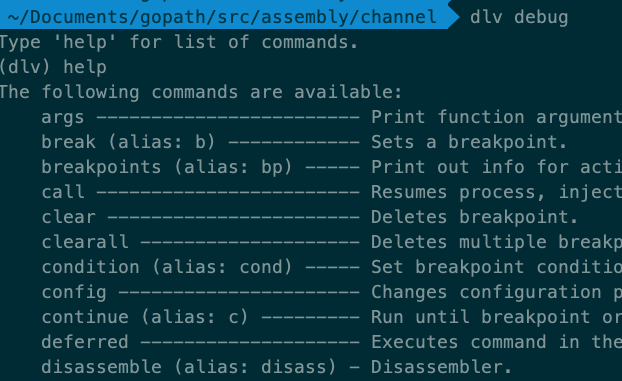 ~/Documents/gopath/src/assembly/channel dlv debug
Type 'help' for list of commands.
(dlv) help
The following commands are available:
args ------------------------ Print function argument
break (alias: b) ------------ Sets a breakpoint.
breakpoints (alias: bp) ----- Print out info for acti
call ------------------------ Resumes process, inject
clear ----------------------- Deletes breakpoint.
clearall -------------------- Deletes multiple breakp
condition (alias: cond) ----- Set breakpoint conditio
config ---------------------- Changes configuration p
continue (alias: c) --------- Run until breakpoint or
deferred -------------------- Executes command in the
disassemble (alias: disass) - Disassembler.